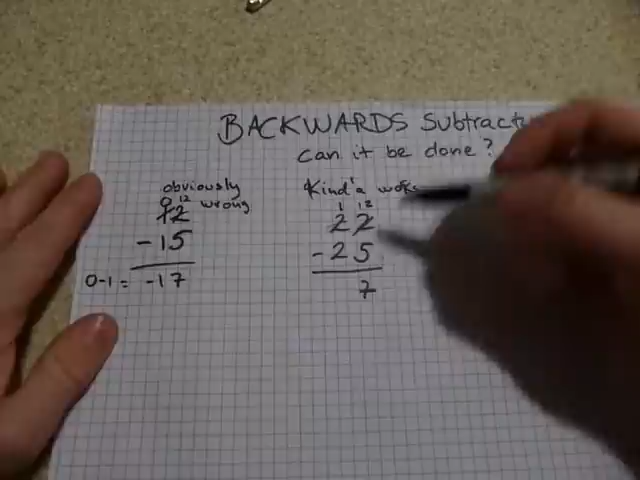 BACKWARDS Subtract
can it be done?
obviously
wrong
0 12
12
-15
0-1 = -17
Kind'a
1 12
22
-25
7